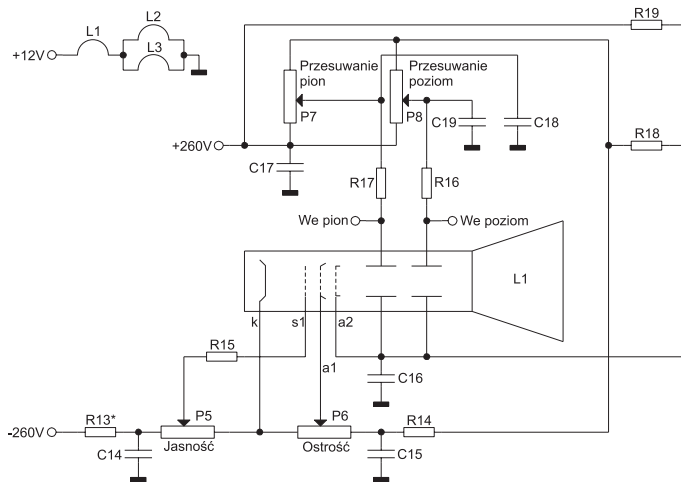 L1
L2
L3
+12V
R19
Przesuwanie
pion
Przesuwanie
poziom
P7
P8
C19
C18
R18
+260V
C17
R17
R16
We pion
We poziom
L1
k
s1
a2
a1
R15
C16
-260V
R13*
P5
P6
R14
Jasność
Ostrość
C14
C15